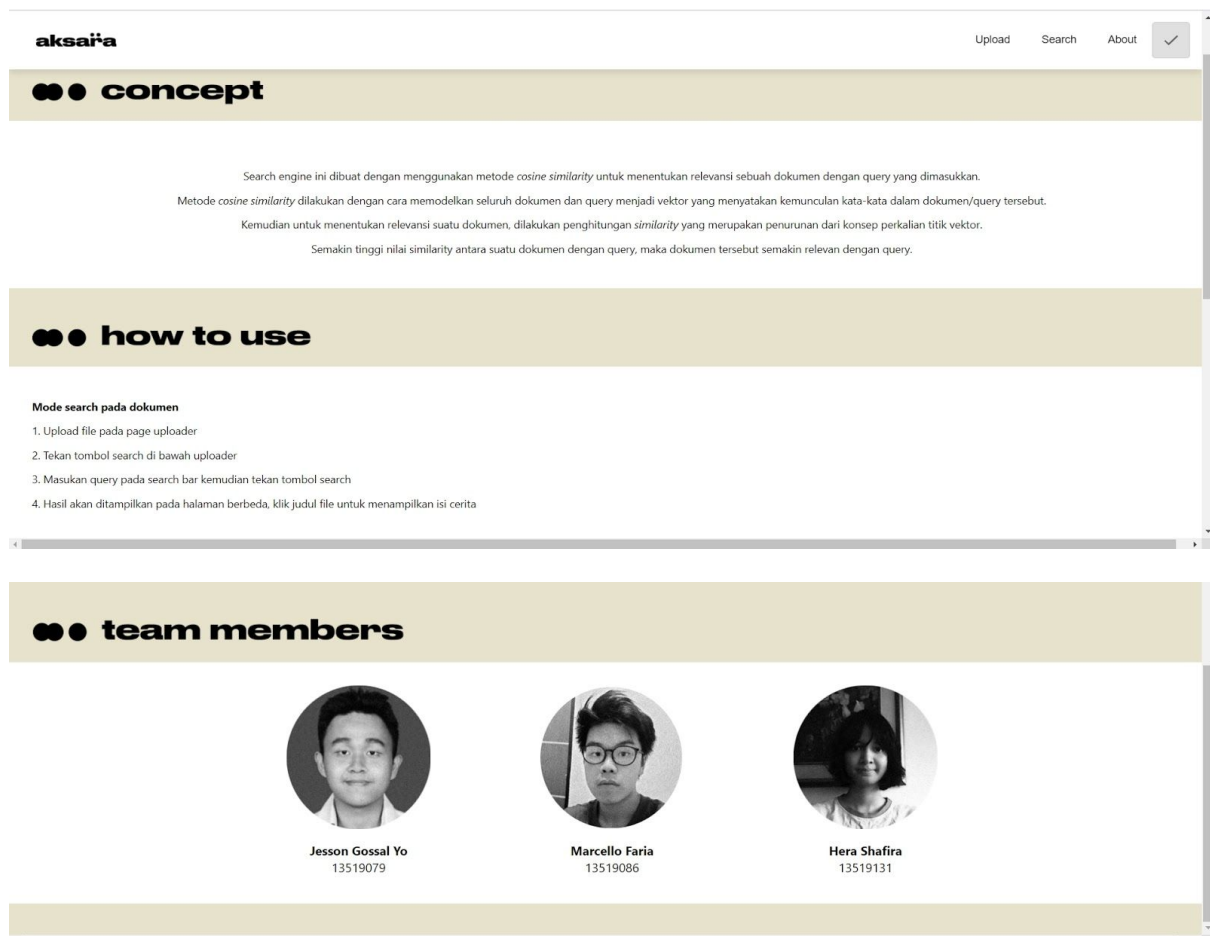 aksara
Upload Search About
concept
Search engine ini dibuat dengan menggunakan metode cosine similarity untuk menentukan relevansi sebuah dokumen dengan query yang dimasukkan.
Metode cosine similarity dilakukan dengan cara memodelkan seluruh dokumen dan query menjadi vektor yang menyatakan kemunculan kata-kata dalam dokumen/query tersebut.
Kemudian untuk menentukan relevansi suatu dokumen, dilakukan penghitungan similarity yang merupakan penurunan dari konsep perkalian titik vektor.
Semakin tinggi nilai similarity antara suatu dokumen dengan query, maka dokumen tersebut semakin relevan dengan query.
how to use
Mode search pada dokumen
1. Upload file pada page uploader
2. Tekan tombol search di bawah uploader
3. Masukan query pada search bar kemudian tekan tombol search
4. Hasil akan ditampilkan pada halaman berbeda, klik judul file untuk menampilkan isi cerita
team members
Jesson Gossal Yo
13519079
Marcello Faria
13519086
Hera Shafira
13519131